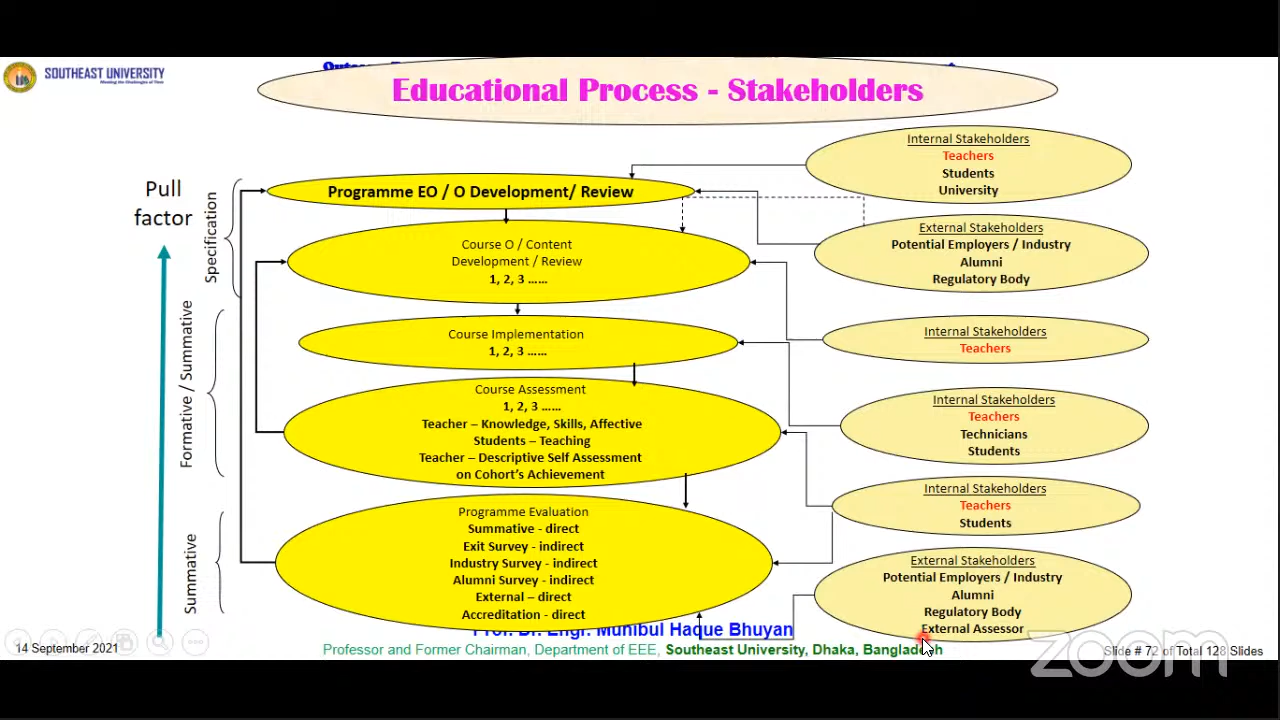 SOUTHEAST UNIVERSITY
Educational Process - Stakeholders
Pull
factor
Specification
Formative / Summative
Summative
Programme EO / O Development/ Review
Course O / Content
Development / Review
1, 2, 3 ......
Course Implementation
1, 2, 3 ......
Course Assessment
1, 2, 3 ......
Teacher – Knowledge, Skills, Affective
Students – Teaching
Teacher – Descriptive Self Assessment
on Cohort's Achievement
Programme Evaluation
Summative - direct
Exit Survey - indirect
Industry Survey - indirect
Alumni Survey - indirect
External – direct
Accreditation - direct
Internal Stakeholders
Teachers
Students
University
External Stakeholders
Potential Employers / Industry
Alumni
Regulatory Body
Internal Stakeholders
Teachers
Internal Stakeholders
Teachers
Technicians
Students
Internal Stakeholders
Teachers
Students
External Stakeholders
Potential Employers / Industry
Alumni
Regulatory Body
External Assessor
Prof. Dr. Engr. Munibul Haque Bhuyan
14 September 2021
Professor and Former Chairman, Department of EEE, Southeast University, Dhaka, Bangladesh
Slide # 72 of Total 128 Slides
zoom